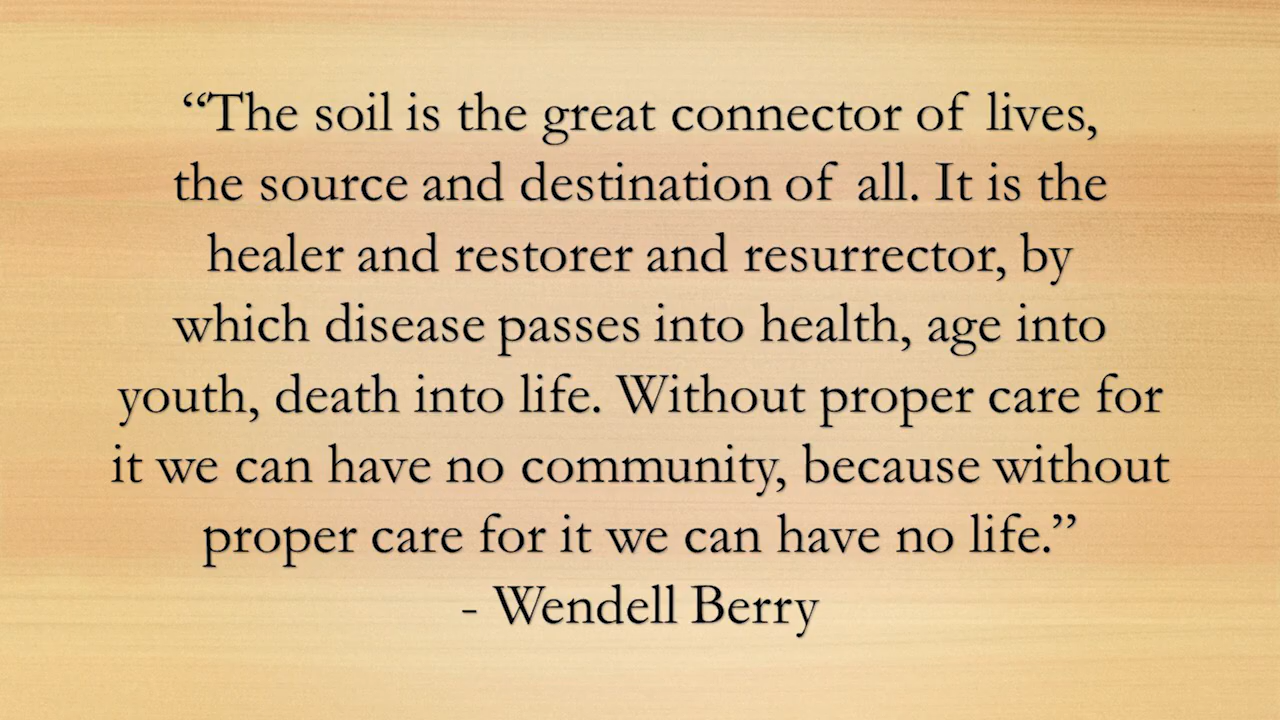 “The soil is the great connector of lives,
the source and destination of all. It is the
healer and restorer and resurrector, by
which disease passes into health, age into
youth, death into life. Without proper care for
it we can have no community, because without
proper care for it we can have no life.”
- Wendell Berry